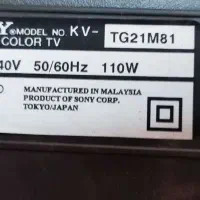 Y® MODEL NO. KV- TG21M81
COLOR TV
40V 50/60Hz 110W
MANUFACTURED IN MALAYSIA
PRODUCT OF SONY CORP.
TOKYO/JAPAN